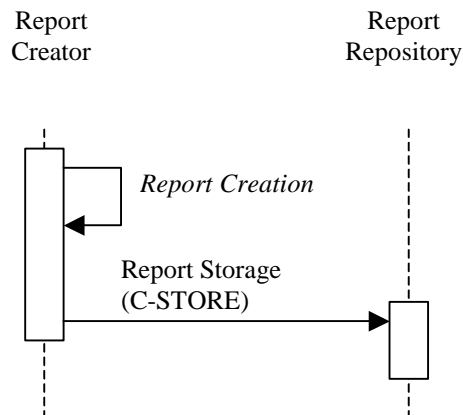 Report
Creator
Report
Repository
Report Creation
Report Storage
(C-STORE)